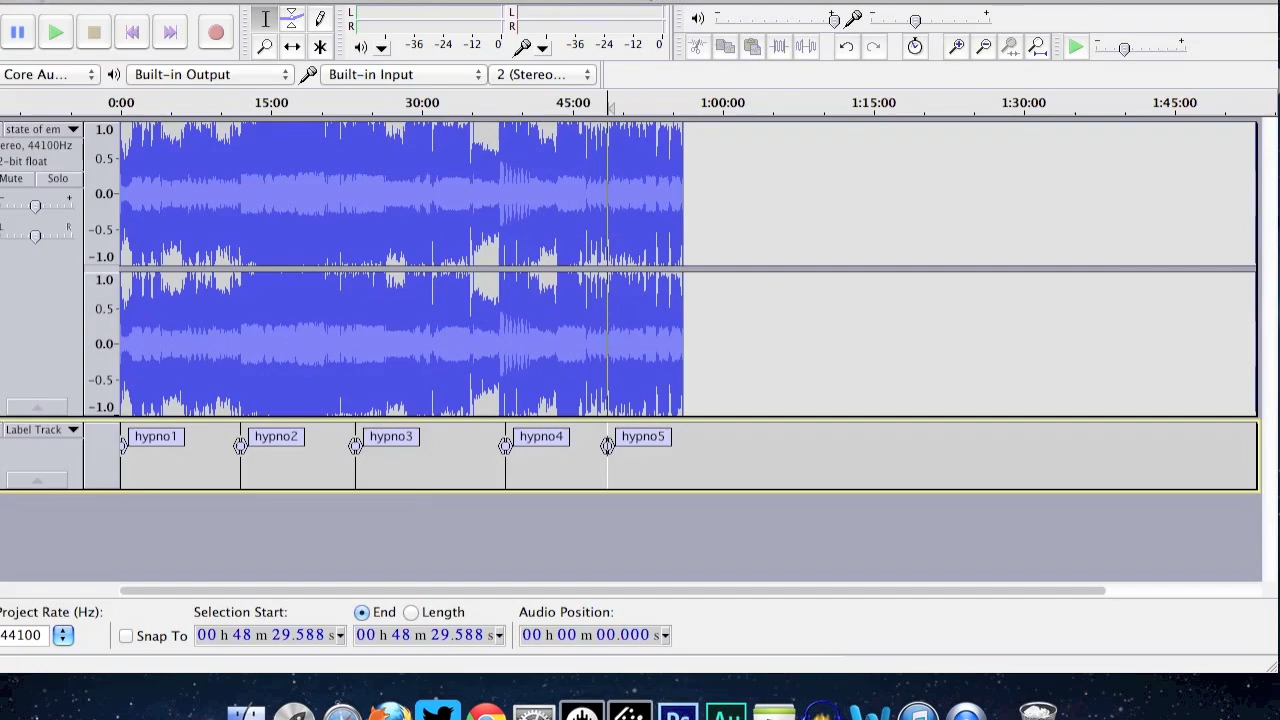 L L
R R
-36 -24 -12 0 -36 -24 -12 0
Core Au... Built-in Output Built-in Input 2 (Stereo...
0:00 15:00 30:00 45:00 1:00:00 1:15:00 1:30:00 1:45:00
state of em 1.0
ereo, 44100Hz
2-bit float 0.5
Mute Solo
- + 0.0
L R -0.5
-1.0
1.0
0.5
0.0
-0.5
-1.0
Label Track hypno1 hypno2 hypno3 hypno4 hypno5
Project Rate (Hz): Selection Start: End Length Audio Position:
44100 Snap To 00 h 48 m 29.588 s 00 h 48 m 29.588 s 00 h 00 m 00.000 s
Ps Au